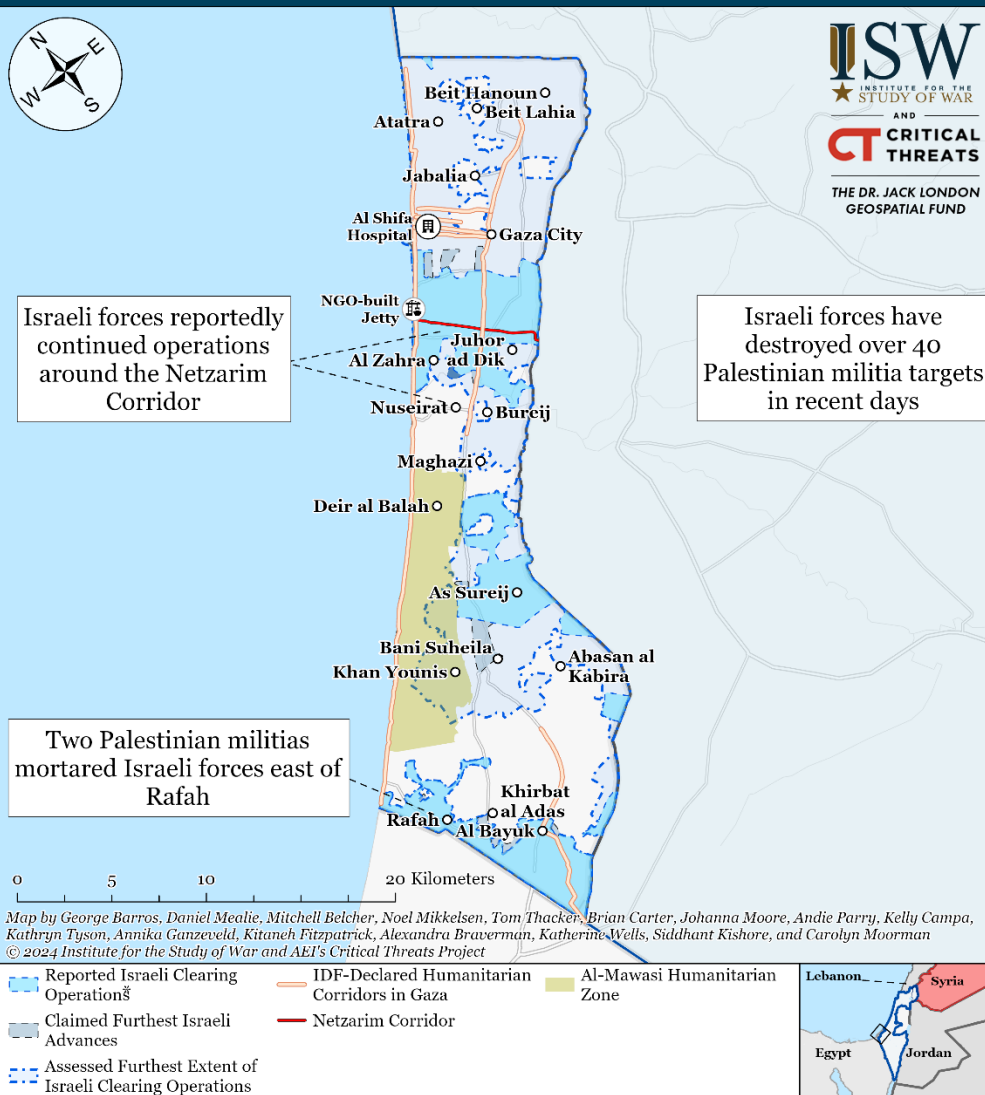 N
E
W
S
ISW
INSTITUTE FOR THE
STUDY OF WAR
AND
CT CRITICAL
THREATS
THE DR. JACK LONDON
GEOSPATIAL FUND
Beit Hanoun
Beit Lahia
Atatra
Jabalia
Al Shifa
Hospital
Gaza City
NGO-built
Jetty
Israeli forces reportedly
continued operations
around the Netzarim
Corridor
Israeli forces have
destroyed over 40
Palestinian militia targets
in recent days
Juhor
ad Dik
Al Zahra
Nuseirat
Bureij
Maghazi
Deir al Balah
As Sureij
Bani Suheila
Khan Younis
Abasan al
Kabira
Two Palestinian militias
mortared Israeli forces east of
Rafah
Khirbat
al Adas
Rafah
Al Bayuk
0 5 10 20 Kilometers
Map by George Barros, Daniel Mealie, Mitchell Belcher, Noel Mikkelsen, Tom Thacker, Brian Carter, Johanna Moore, Andie Parry, Kelly Campa,
Kathryn Tyson, Annika Ganzeveld, Kitaneh Fitzpatrick, Alexandra Braverman, Katherine Wells, Siddhant Kishore, and Carolyn Moorman
© 2024 Institute for the Study of War and AEI's Critical Threats Project
Reported Israeli Clearing
Operations*
Claimed Furthest Israeli
Advances
Assessed Furthest Extent of
Israeli Clearing Operations
IDF-Declared Humanitarian
Corridors in Gaza
Netzarim Corridor
Al-Mawasi Humanitarian
Zone
Lebanon
Syria
Egypt
Jordan